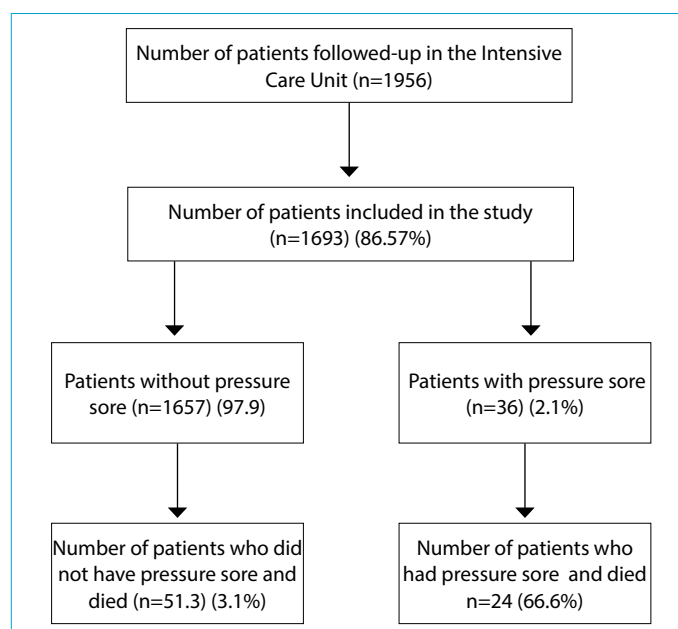 Number of patients followed-up in the Intensive
Care Unit (n=1956)
Number of patients included in the study
(n=1693) (86.57%)
Patients without pressure
sore (n=1657) (97.9)
Patients with pressure sore
(n=36) (2.1%)
Number of patients who did
not have pressure sore and
died (n=51.3) (3.1%)
Number of patients who
had pressure sore and died
n=24 (66.6%)